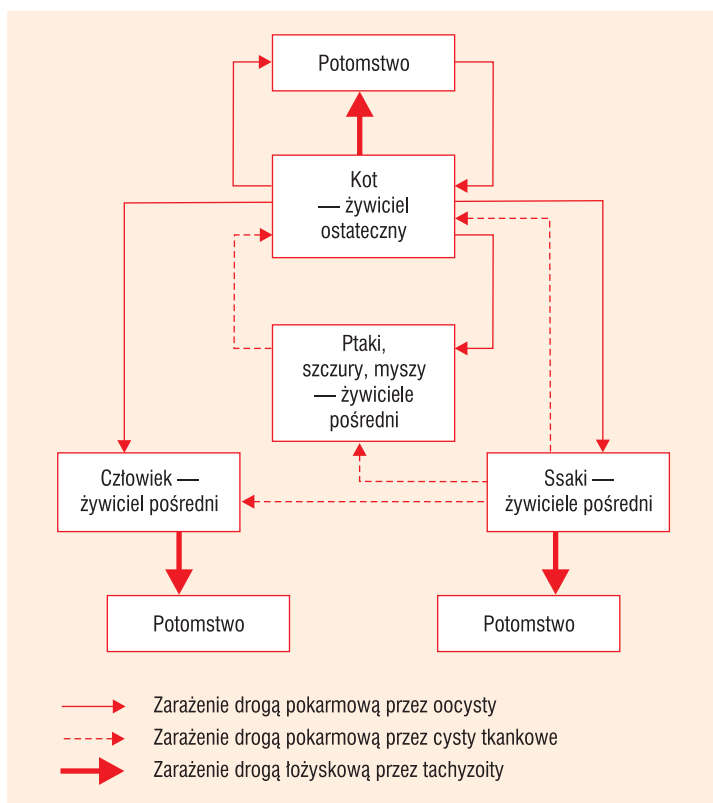 Potomstwo
Kot
— żywiciel
ostateczny
Ptaki,
szczury, myszy
— żywiciele
pośredni
Człowiek —
żywiciel pośredni
Ssaki —
żywiciele pośredni
Potomstwo
Potomstwo
Zarażenie drogą pokarmową przez oocysty
Zarażenie drogą pokarmową przez cysty tkankowe
Zarażenie drogą łożyskową przez tachyzoity